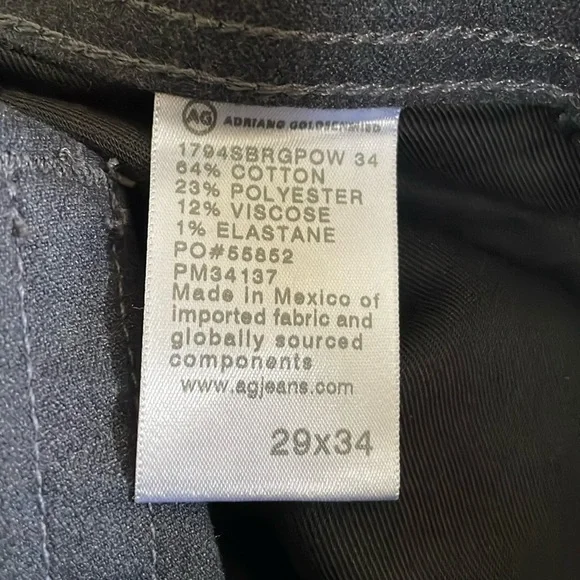 AG ADRIANO GOLDSCHMIED
1794SBRGPOW 34
64% COTTON
23% POLYESTER
12% VISCOSE
1% ELASTANE
PO#55852
PM34137
Made in Mexico of
imported fabric and
globally sourced
components
www.agjeans.com
29x34